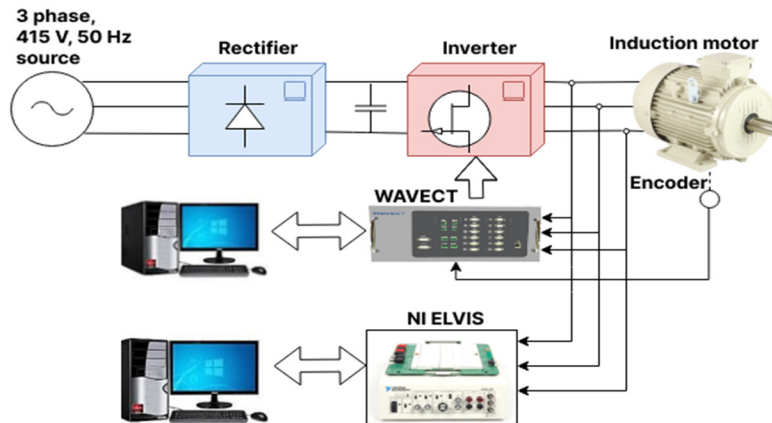 3 phase,
415 V, 50 Hz
source
Rectifier
Inverter
Induction motor
Encoder
WAVECT
NI ELVIS